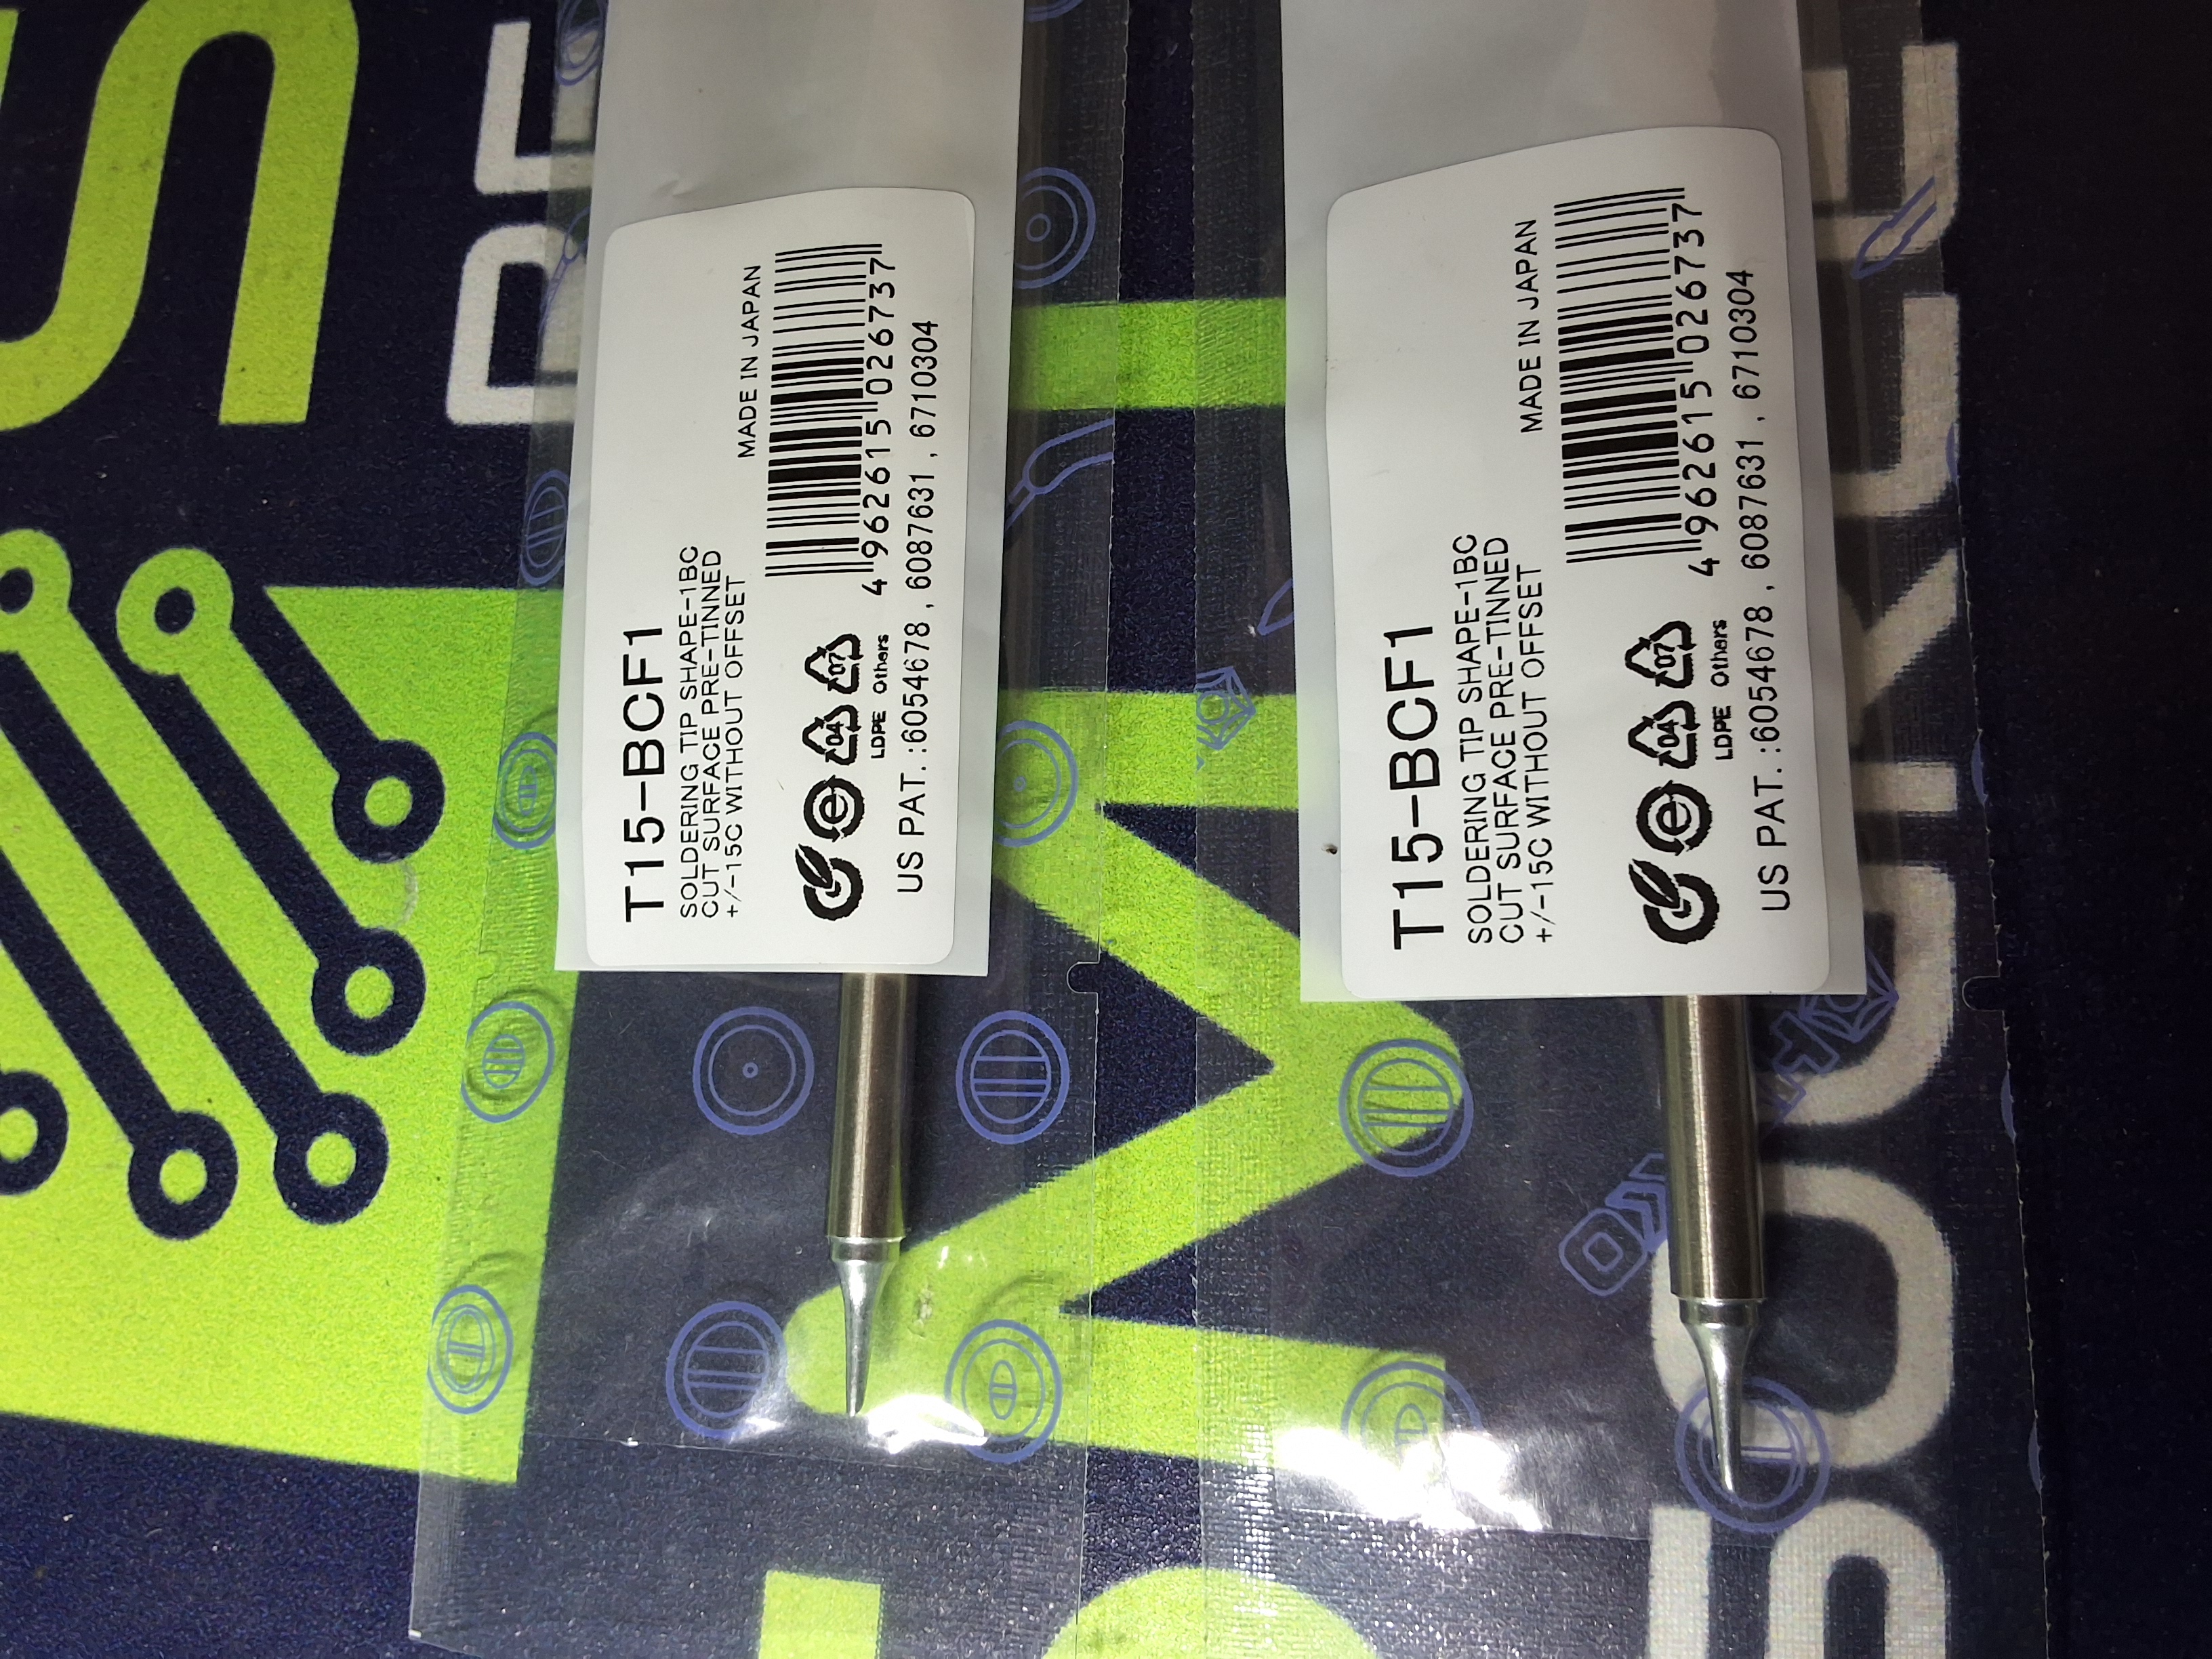 T15-BCF1
SOLDERING TIP SHAPE-1BC
CUT SURFACE PRE-TINNED
+/-15C WITHOUT OFFSET
MADE IN JAPAN
4 962615 026737
04 07
LDPE Others
US PAT.:6054678, 6087631, 6710304
T15-BCF1
SOLDERING TIP SHAPE-1BC
CUT SURFACE PRE-TINNED
+/-15C WITHOUT OFFSET
MADE IN JAPAN
4 962615 026737
04 07
LDPE Others
US PAT.:6054678, 6087631, 6710304